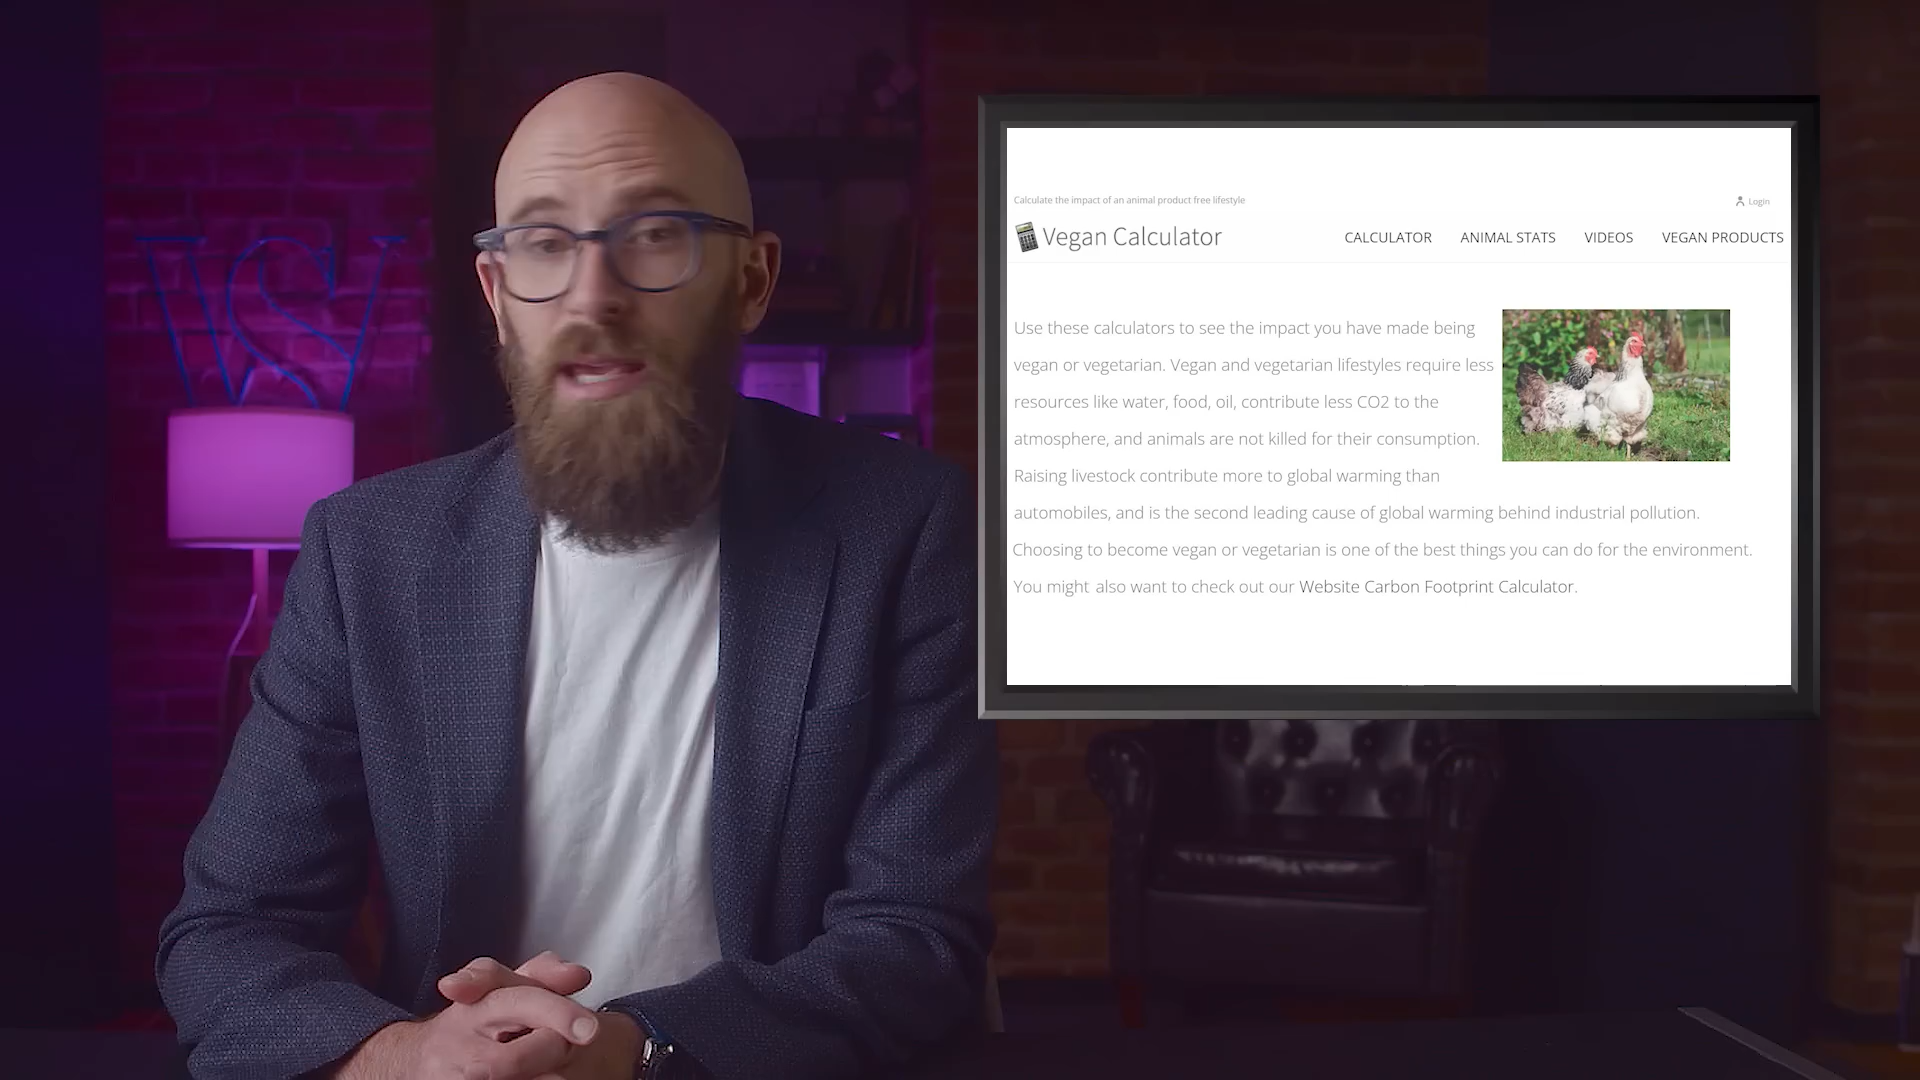 Calculate the impact of an animal product free lifestyle
Login
Vegan Calculator
CALCULATOR ANIMAL STATS VIDEOS VEGAN PRODUCTS
Use these calculators to see the impact you have made being
vegan or vegetarian. Vegan and vegetarian lifestyles require less
resources like water, food, oil, contribute less CO2 to the
atmosphere, and animals are not killed for their consumption.
Raising livestock contribute more to global warming than
automobiles, and is the second leading cause of global warming behind industrial pollution.
Choosing to become vegan or vegetarian is one of the best things you can do for the environment.
You might also want to check out our Website Carbon Footprint Calculator.
VS